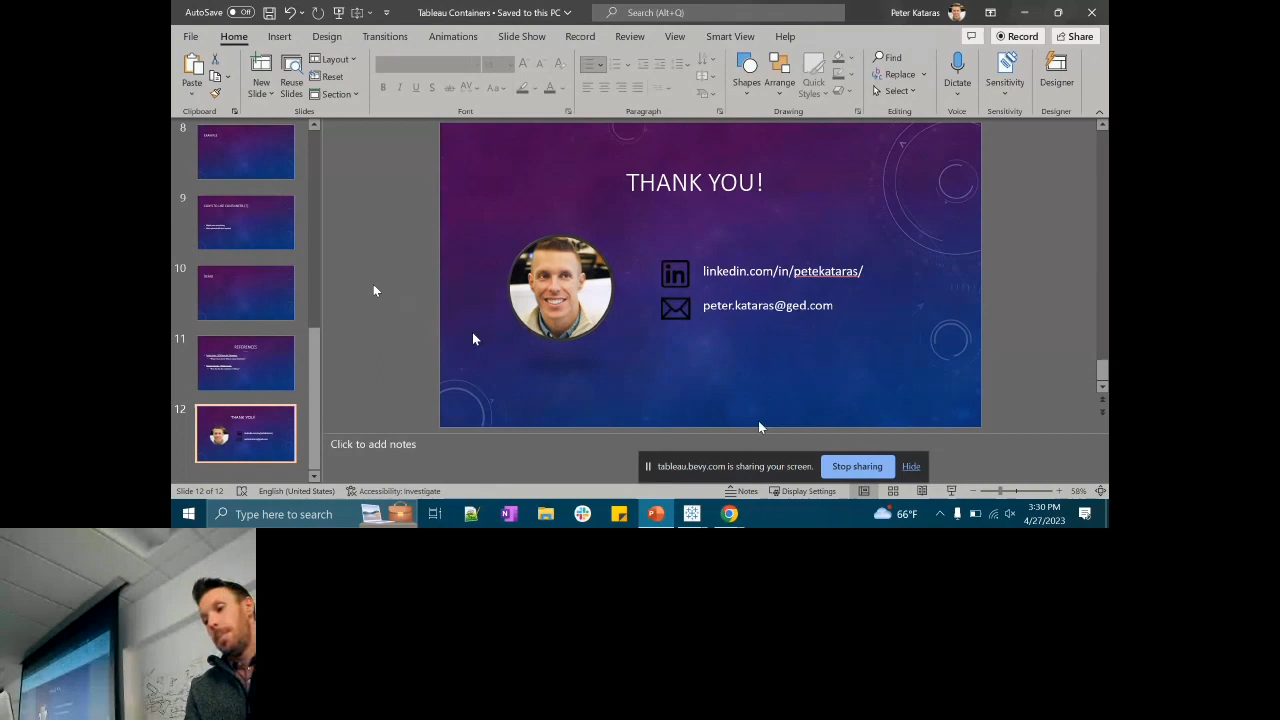 AutoSave Off
Tableau Containers • Saved to this PC
Search (Alt+Q)
Peter Kataras
File Home Insert Design Transitions Animations Slide Show Record Review View Smart View Help
Record
Share
Paste
New Slide
Reuse Slides
Layout
Reset
Section
Shapes
Arrange
Quick Styles
Find
Replace
Select
Dictate
Sensitivity
Designer
Clipboard Slides Font Paragraph Drawing Editing Voice Sensitivity Designer
8
EXAMPLE
9
10
11
REFERENCES
12
THANK YOU!
THANK YOU!
in
linkedin.com/in/petekataras/
peter.kataras@ged.com
Click to add notes
tableau.bevy.com is sharing your screen.
Stop sharing
Hide
Slide 12 of 12
English (United States)
Accessibility: Investigate
Notes
Display Settings
58%
Type here to search
66°F
3:30 PM
4/27/2023